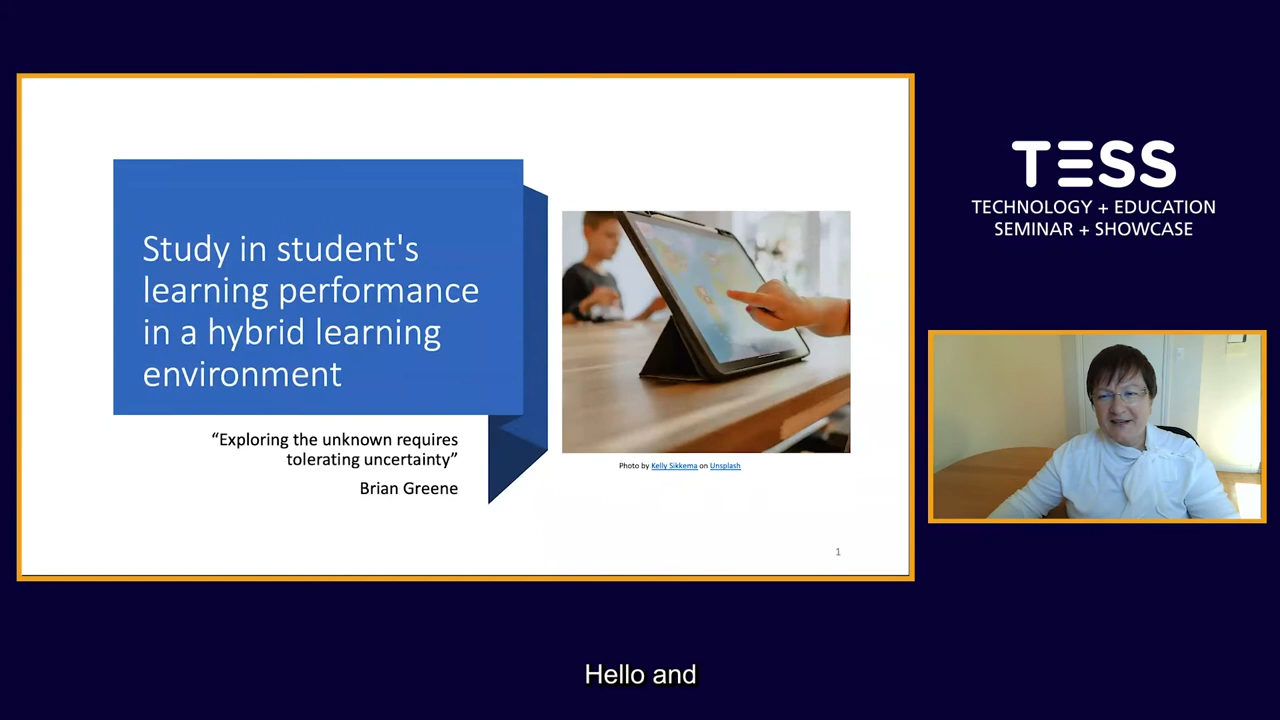 Study in student's
learning performance
in a hybrid learning
environment
“Exploring the unknown requires
tolerating uncertainty”
Brian Greene
Photo by Kelly Sikkema on Unsplash
1
TESS
TECHNOLOGY + EDUCATION
SEMINAR + SHOWCASE
Hello and